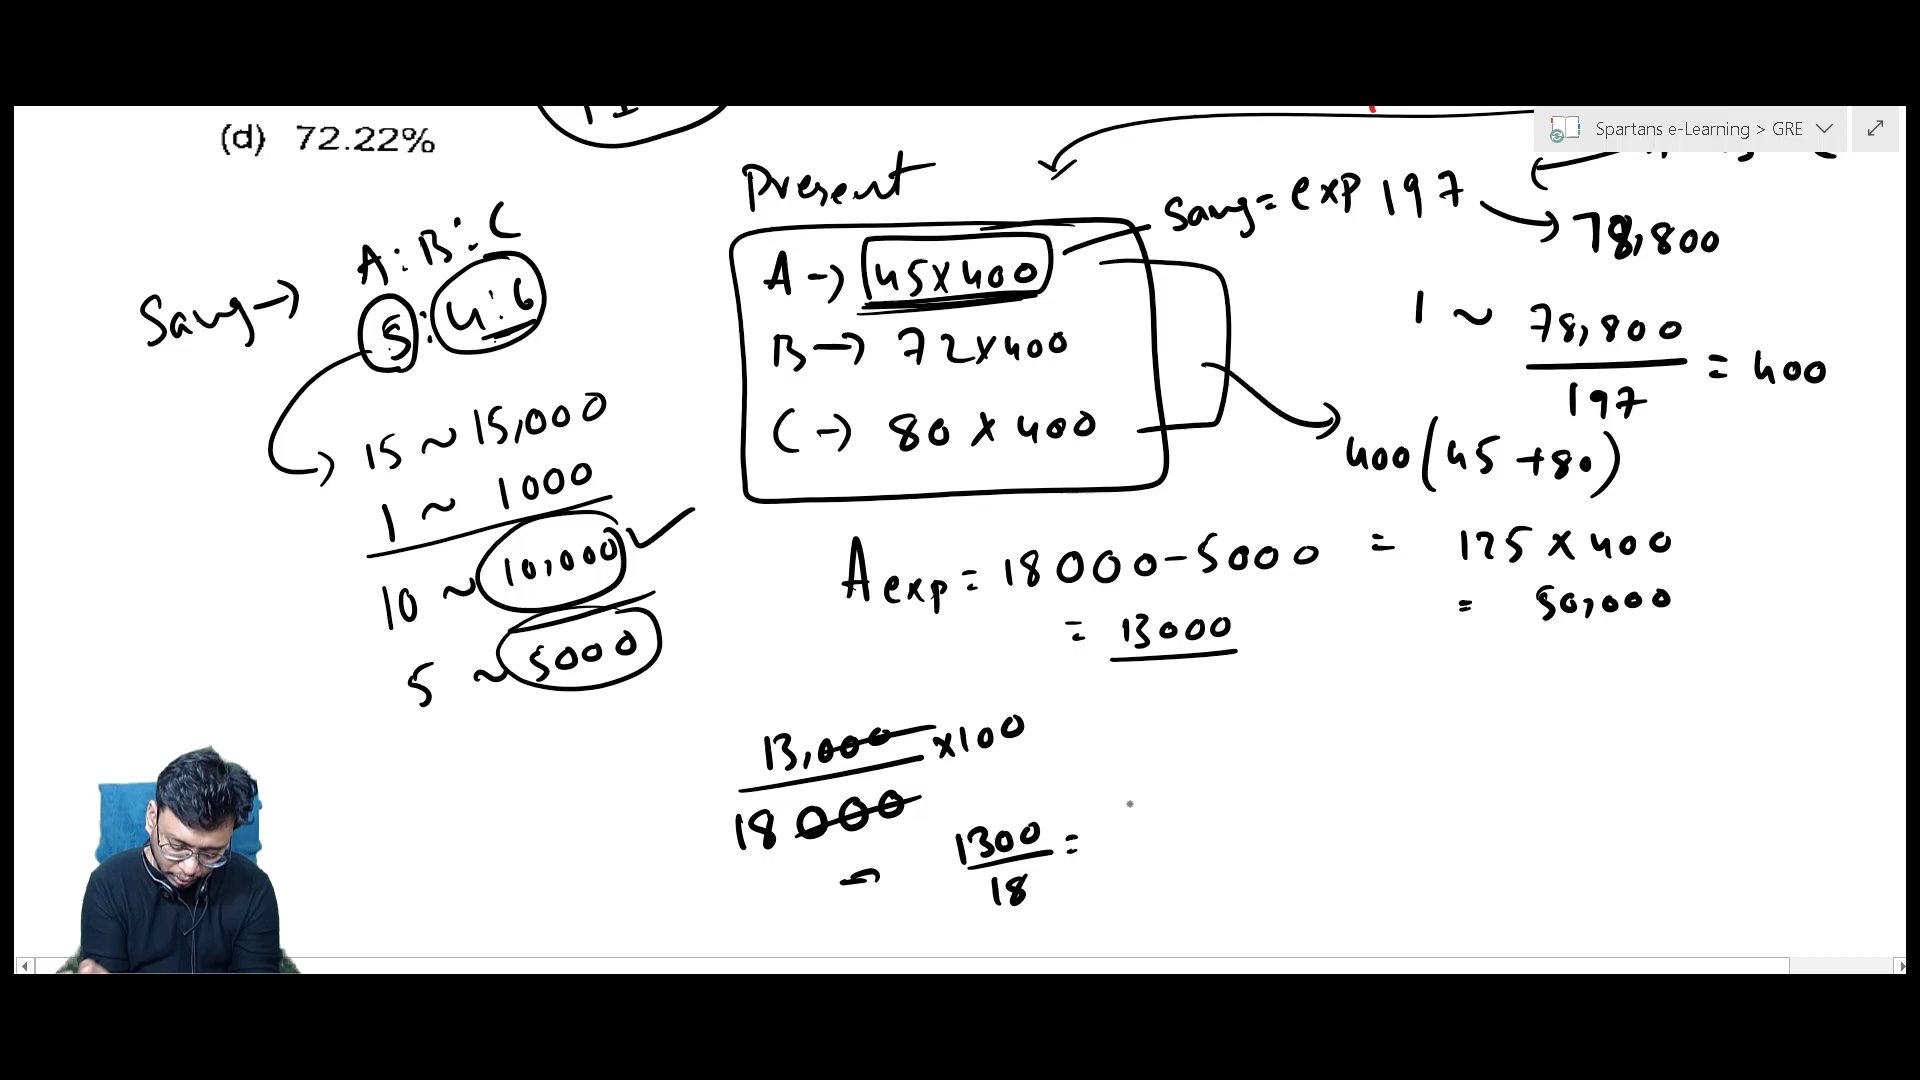 (d) 72.22%
Spartans e-Learning > GRE
Present
Savg = exp 197 → 78,800
A : B : C
Savg → 5 : 4 : 6
A → 45 x 400
B → 72 x 400
C → 80 x 400
1 ~ 78,800 / 197 = 400
15 ~ 15,000
1 ~ 1000
10 ~ 10,000
5 ~ 5000
400 (45 + 80)
= 125 x 400
= 50,000
A exp = 18000 - 5000
= 13000
13,000 / 18000 x 100
= 1300 / 18 =